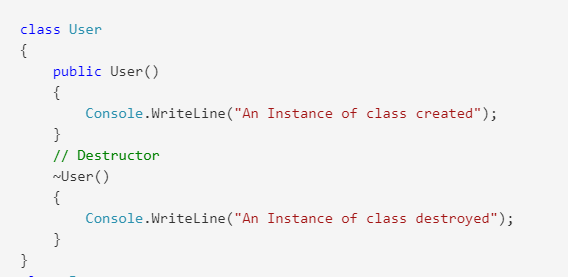 class User
{
    public User()
    {
        Console.WriteLine("An Instance of class created");
    }
    // Destructor
    ~User()
    {
        Console.WriteLine("An Instance of class destroyed");
    }
}